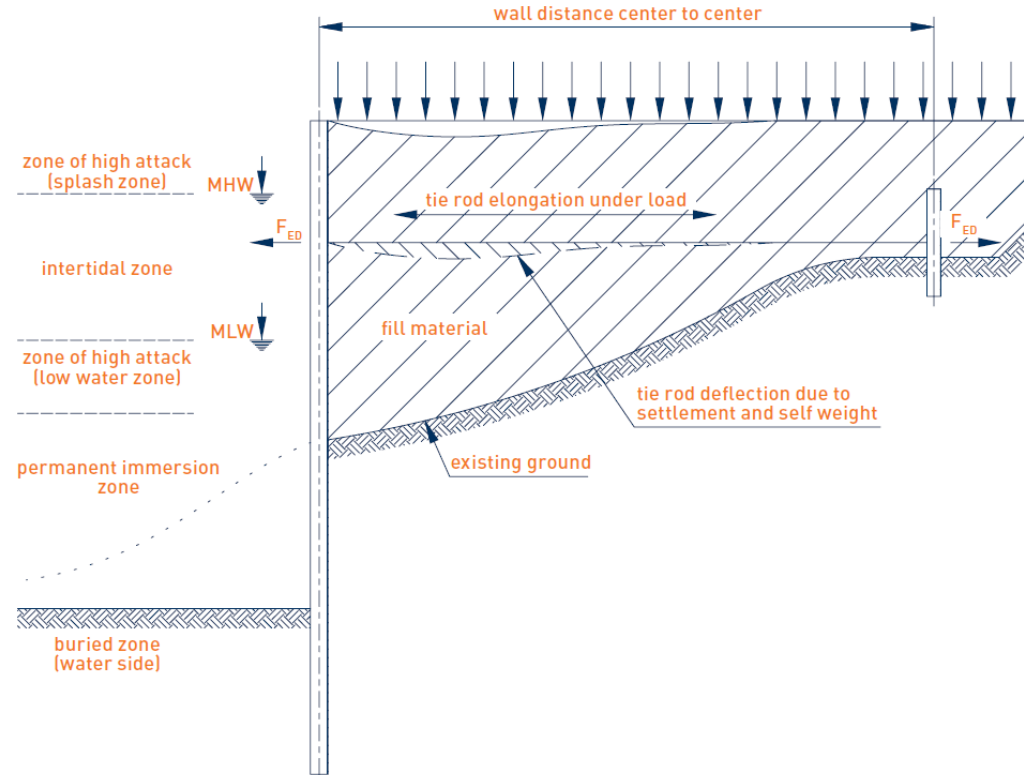 wall distance center to center
zone of high attack
(splash zone)
MHW
tie rod elongation under load
F_ED
F_ED
intertidal zone
MLW
fill material
zone of high attack
(low water zone)
tie rod deflection due to
settlement and self weight
permanent immersion
zone
existing ground
buried zone
(water side)